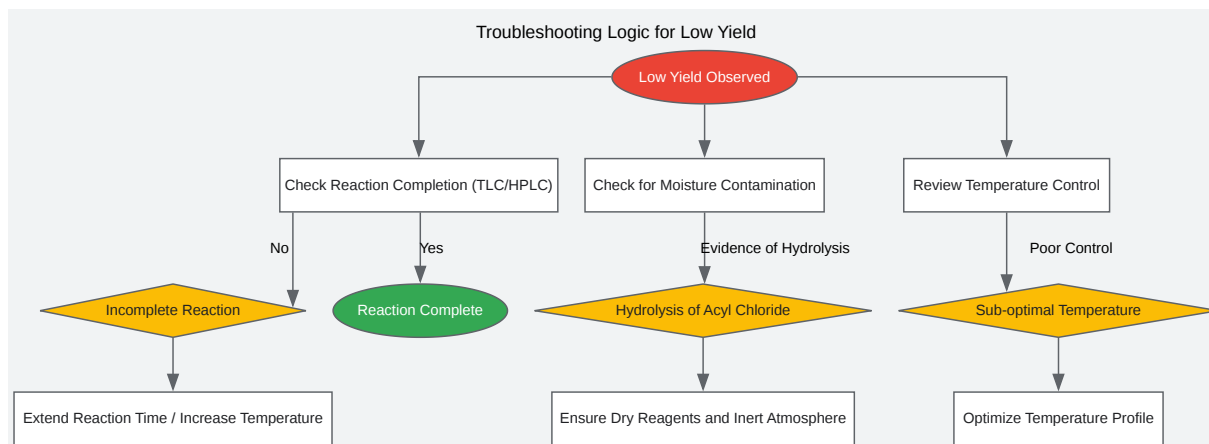 Troubleshooting Logic for Low Yield
Low Yield Observed
Check Reaction Completion (TLC/HPLC)
Check for Moisture Contamination
Review Temperature Control
No
Yes
Evidence of Hydrolysis
Poor Control
Incomplete Reaction
Reaction Complete
Hydrolysis of Acyl Chloride
Sub-optimal Temperature
Extend Reaction Time / Increase Temperature
Ensure Dry Reagents and Inert Atmosphere
Optimize Temperature Profile